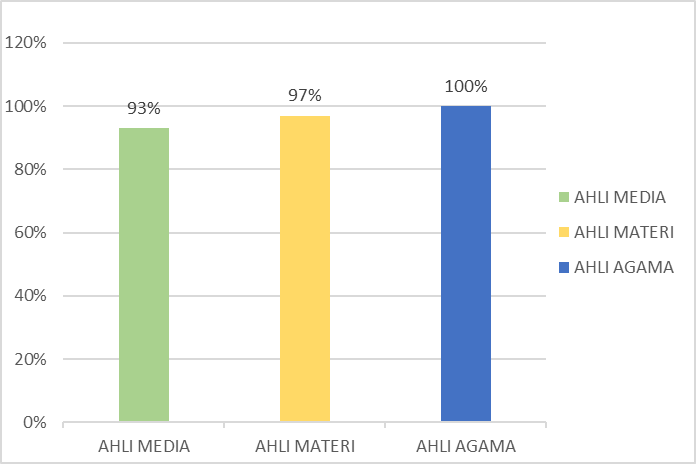 120%
100%
80%
60%
40%
20%
0%
93%
97%
100%
AHLI MEDIA
AHLI MATERI
AHLI AGAMA
AHLI MEDIA
AHLI MATERI
AHLI AGAMA